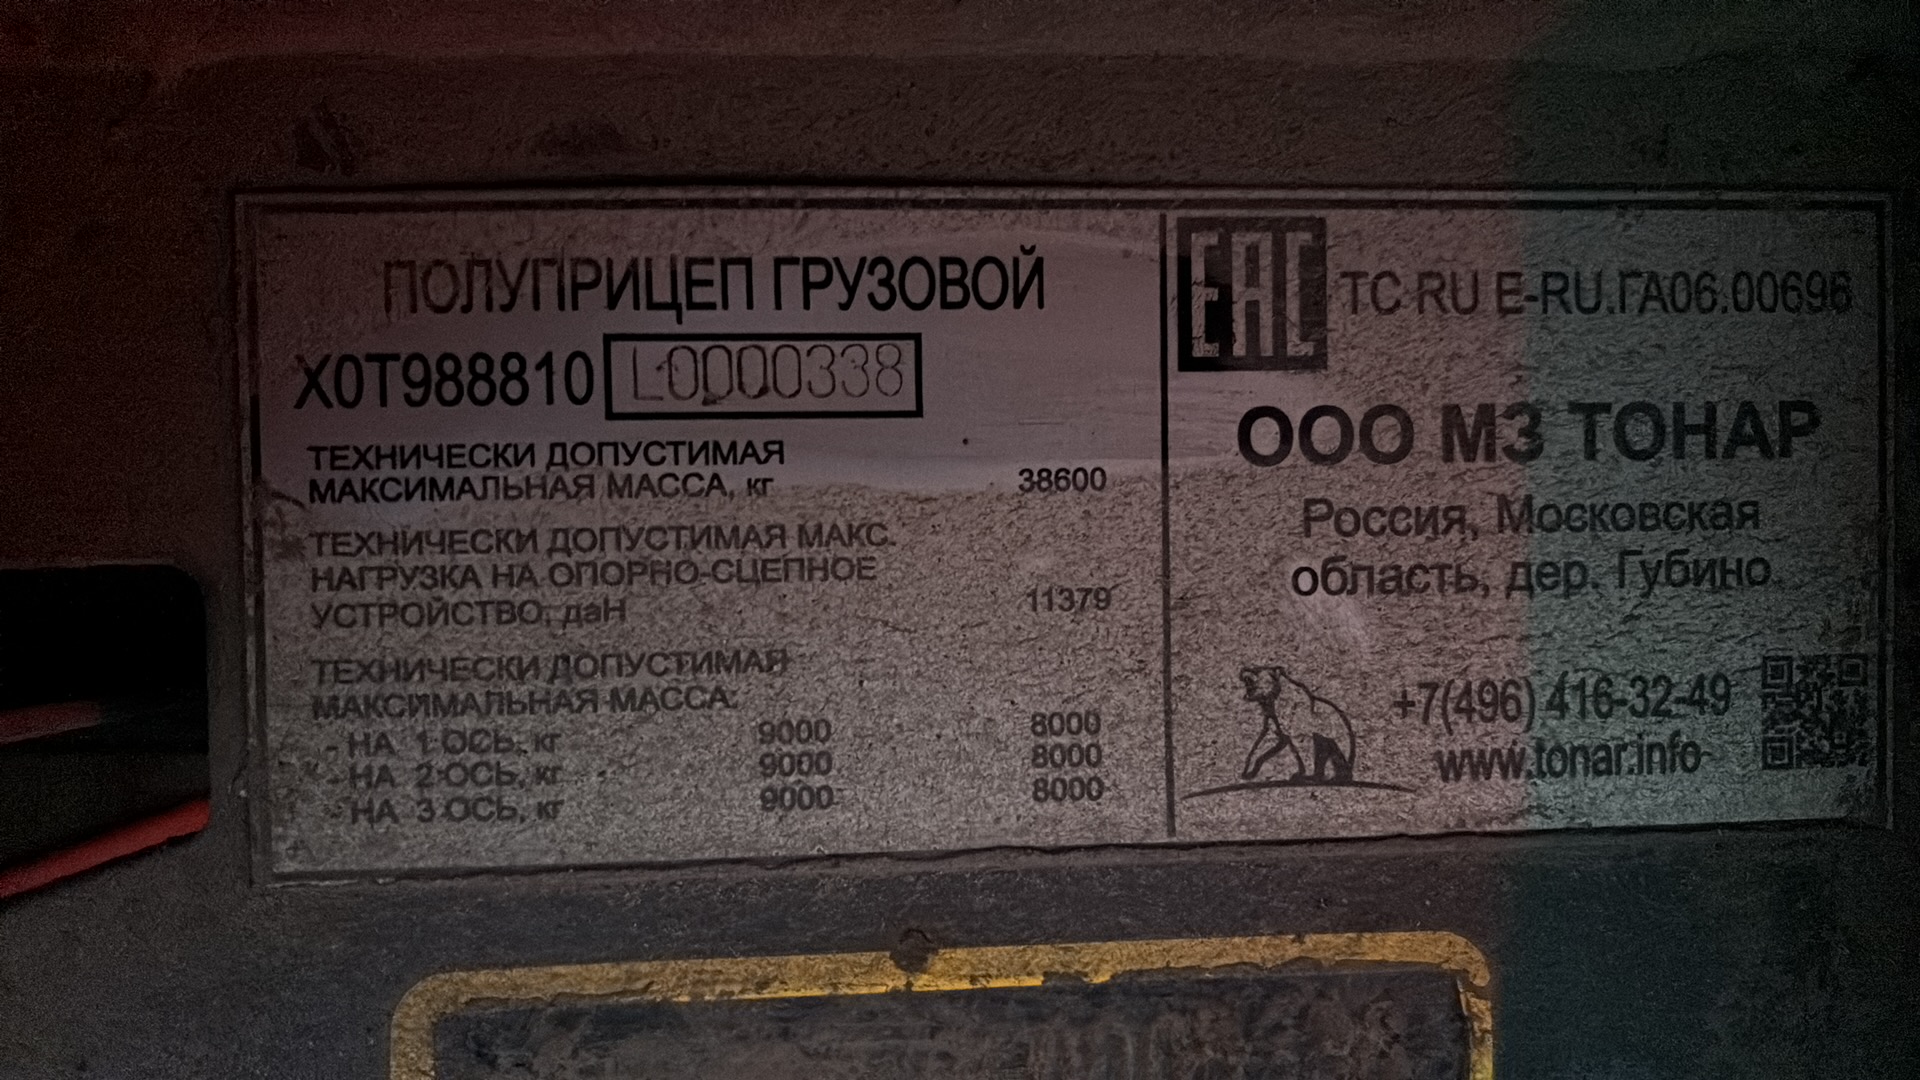 ПОЛУПРИЦЕП ГРУЗОВОЙ
X0T988810 L0000338
ТЕХНИЧЕСКИ ДОПУСТИМАЯ
МАКСИМАЛЬНАЯ МАССА, кг 38600
ТЕХНИЧЕСКИ ДОПУСТИМАЯ МАКС.
НАГРУЗКА НА ОПОРНО-СЦЕПНОЕ
УСТРОЙСТВО, даН 11379
ТЕХНИЧЕСКИ ДОПУСТИМАЯ
МАКСИМАЛЬНАЯ МАССА:
- НА 1 ОСЬ, кг 9000 8000
- НА 2 ОСЬ, кг 9000 8000
- НА 3 ОСЬ, кг 9000 8000
EAC TC RU E-RU.ГА06.00696
ООО МЗ ТОНАР
Россия, Московская
область, дер. Губино
+7(496) 416-32-49
www.tonar.info